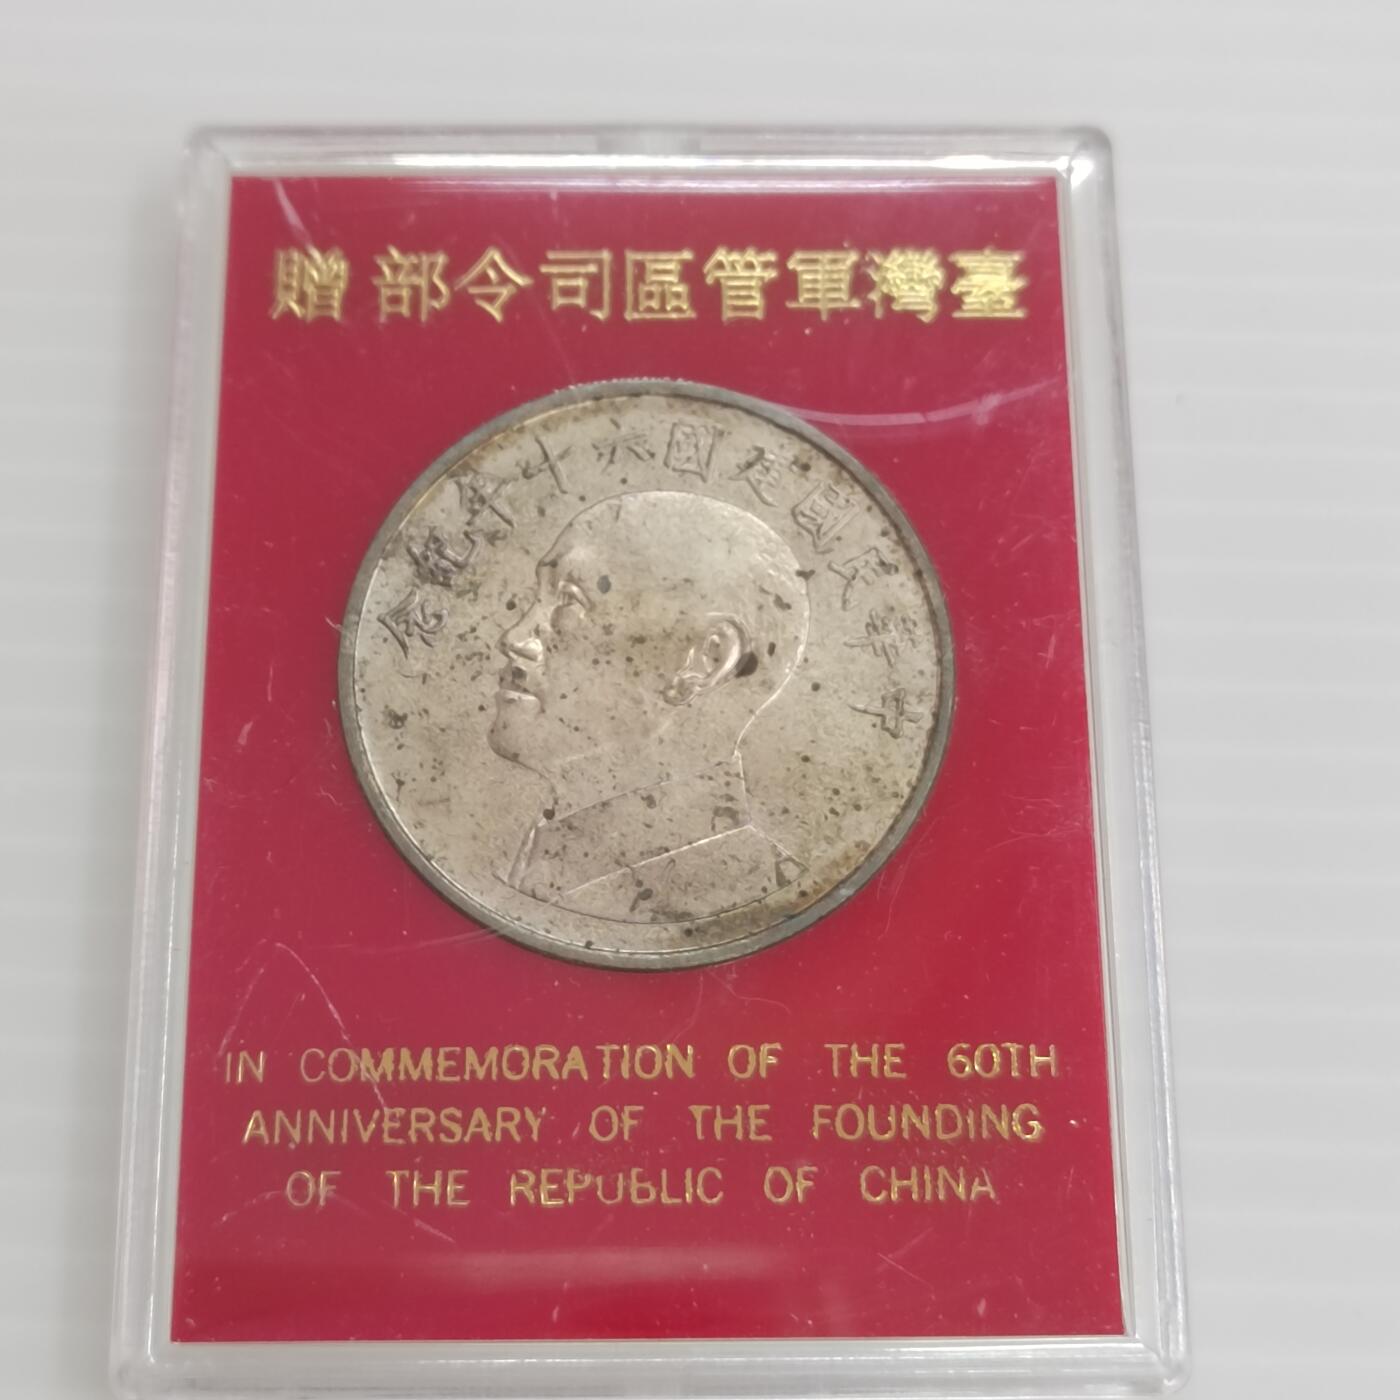 臺灣軍管區司令部贈
中華民國建國六十年紀念
IN COMMEMORATION OF THE 60TH
ANNIVERSARY OF THE FOUNDING
OF THE REPUBLIC OF CHINA